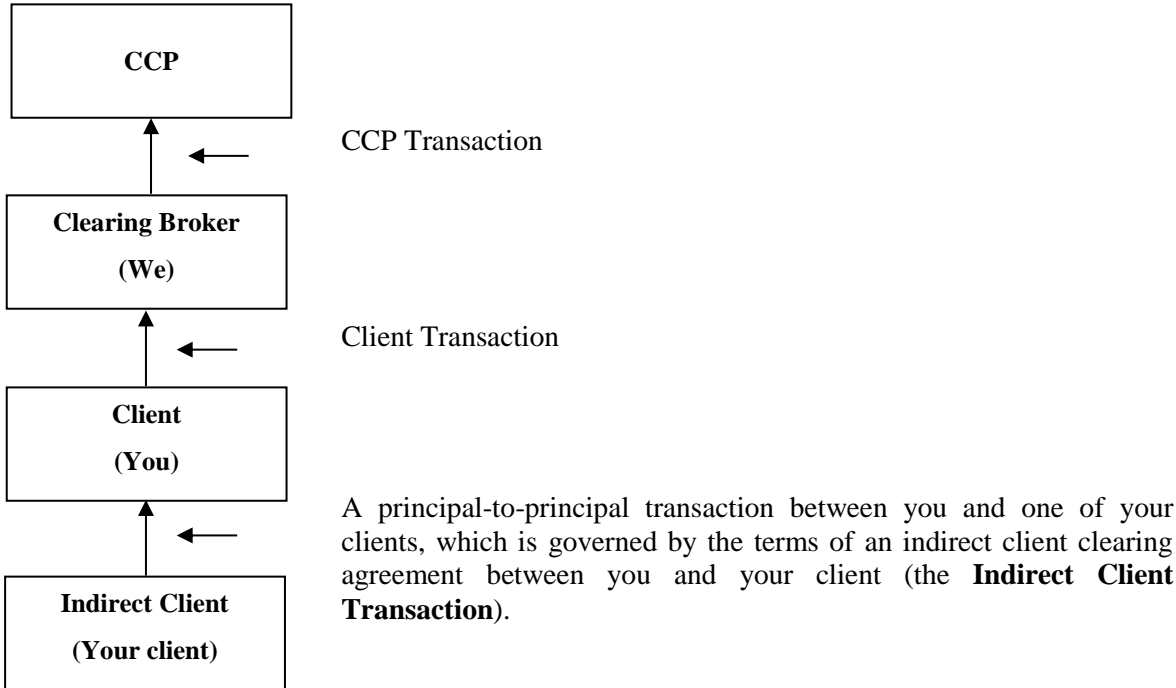 CCP
CCP Transaction
Clearing Broker
(We)
Client Transaction
Client
(You)
A principal-to-principal transaction between you and one of your
clients, which is governed by the terms of an indirect client clearing
agreement between you and your client (the Indirect Client
Transaction).
Indirect Client
(Your client)